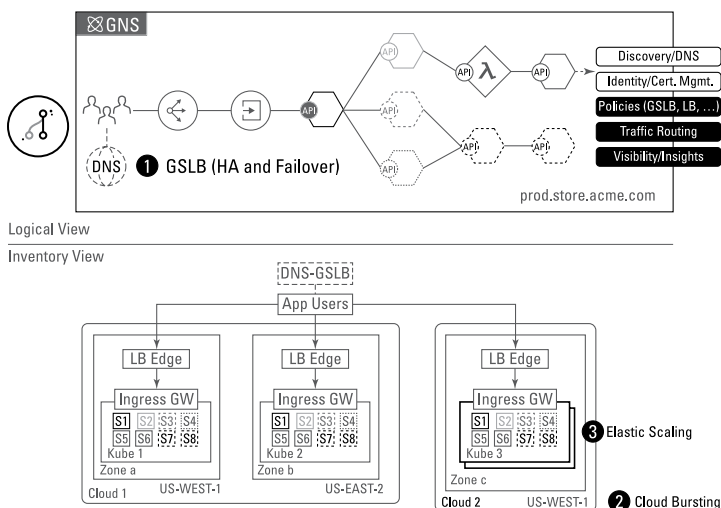 GNS
API
API
λ
API
API
API
API
API
API
Discovery/DNS
Identity/Cert. Mgmt.
Policies (GSLB, LB, ...)
Traffic Routing
Visibility/Insights
DNS
1 GSLB (HA and Failover)
prod.store.acme.com
Logical View
Inventory View
DNS-GSLB
App Users
LB Edge
LB Edge
LB Edge
Ingress GW
Ingress GW
Ingress GW
S1 S2 S3 S4
S5 S6 S7 S8
Kube 1
Zone a
S1 S2 S3 S4
S5 S6 S7 S8
Kube 2
Zone b
S1 S2 S3 S4
S5 S6 S7 S8
Kube 3
Zone c
3 Elastic Scaling
Cloud 1
US-WEST-1
US-EAST-2
Cloud 2
US-WEST-1
2 Cloud Bursting